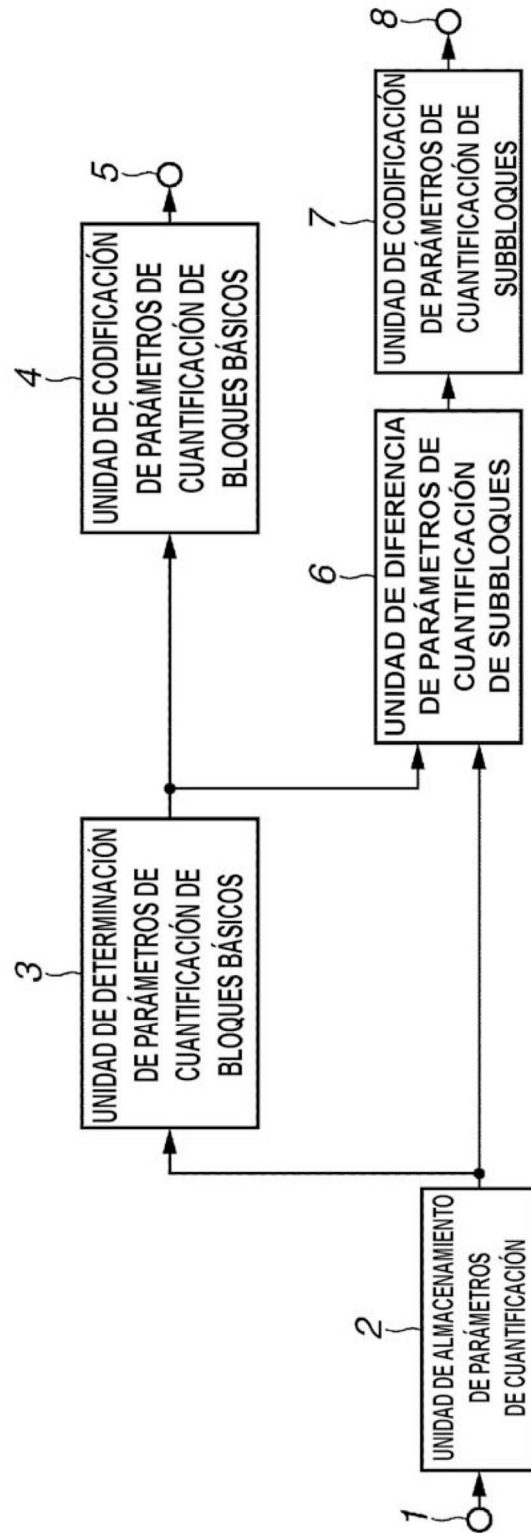 1
2
UNIDAD DE ALMACENAMIENTO
DE PARÁMETROS
DE CUANTIFICACIÓN
3
UNIDAD DE DETERMINACIÓN
DE PARÁMETROS DE
CUANTIFICACIÓN DE
BLOQUES BÁSICOS
4
UNIDAD DE CODIFICACIÓN
DE PARÁMETROS DE
CUANTIFICACIÓN DE
BLOQUES BÁSICOS
5
6
UNIDAD DE DIFERENCIA
DE PARÁMETROS DE
CUANTIFICACIÓN
DE SUBBLOQUES
7
UNIDAD DE CODIFICACIÓN
DE PARÁMETROS DE
CUANTIFICACIÓN DE
SUBBLOQUES
8